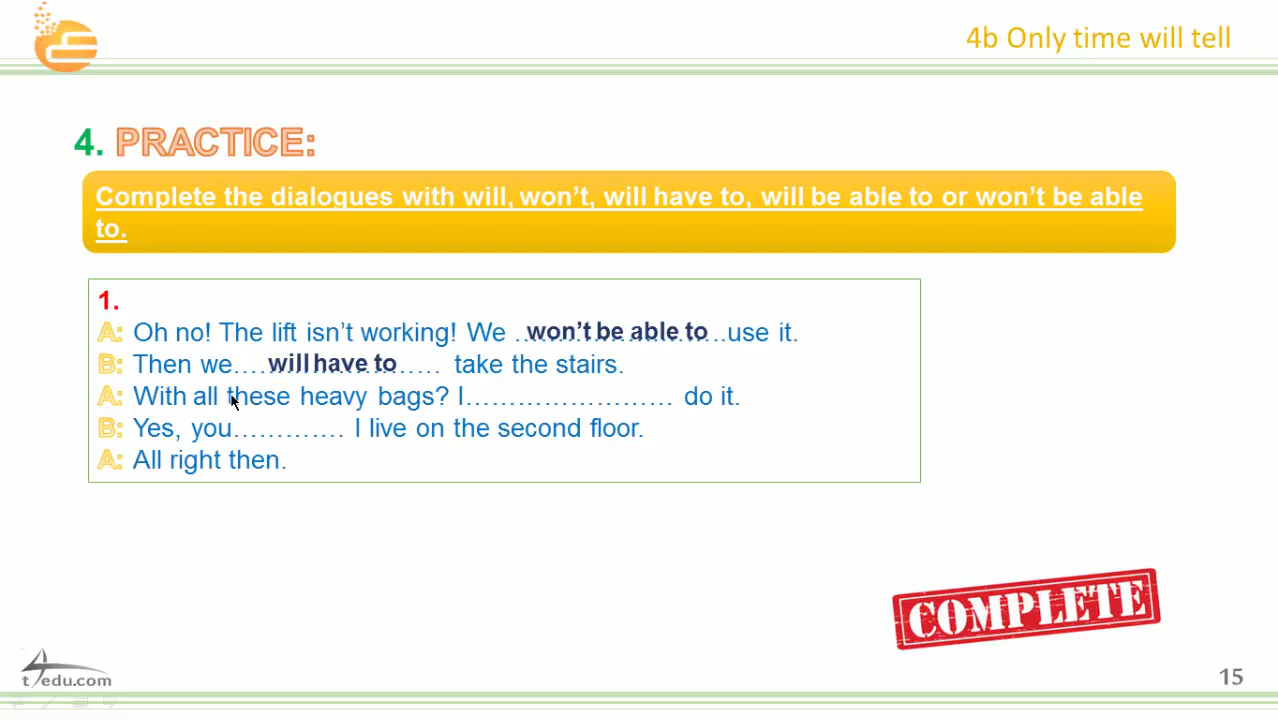 4b Only time will tell
4. PRACTICE:
Complete the dialogues with will, won't, will have to, will be able to or won't be able
to.
1.
A: Oh no! The lift isn't working! We …won't be able to…use it.
B: Then we….will have to….. take the stairs.
A: With all these heavy bags? I…………………… do it.
B: Yes, you…………. I live on the second floor.
A: All right then.
COMPLETE
t4edu.com
15